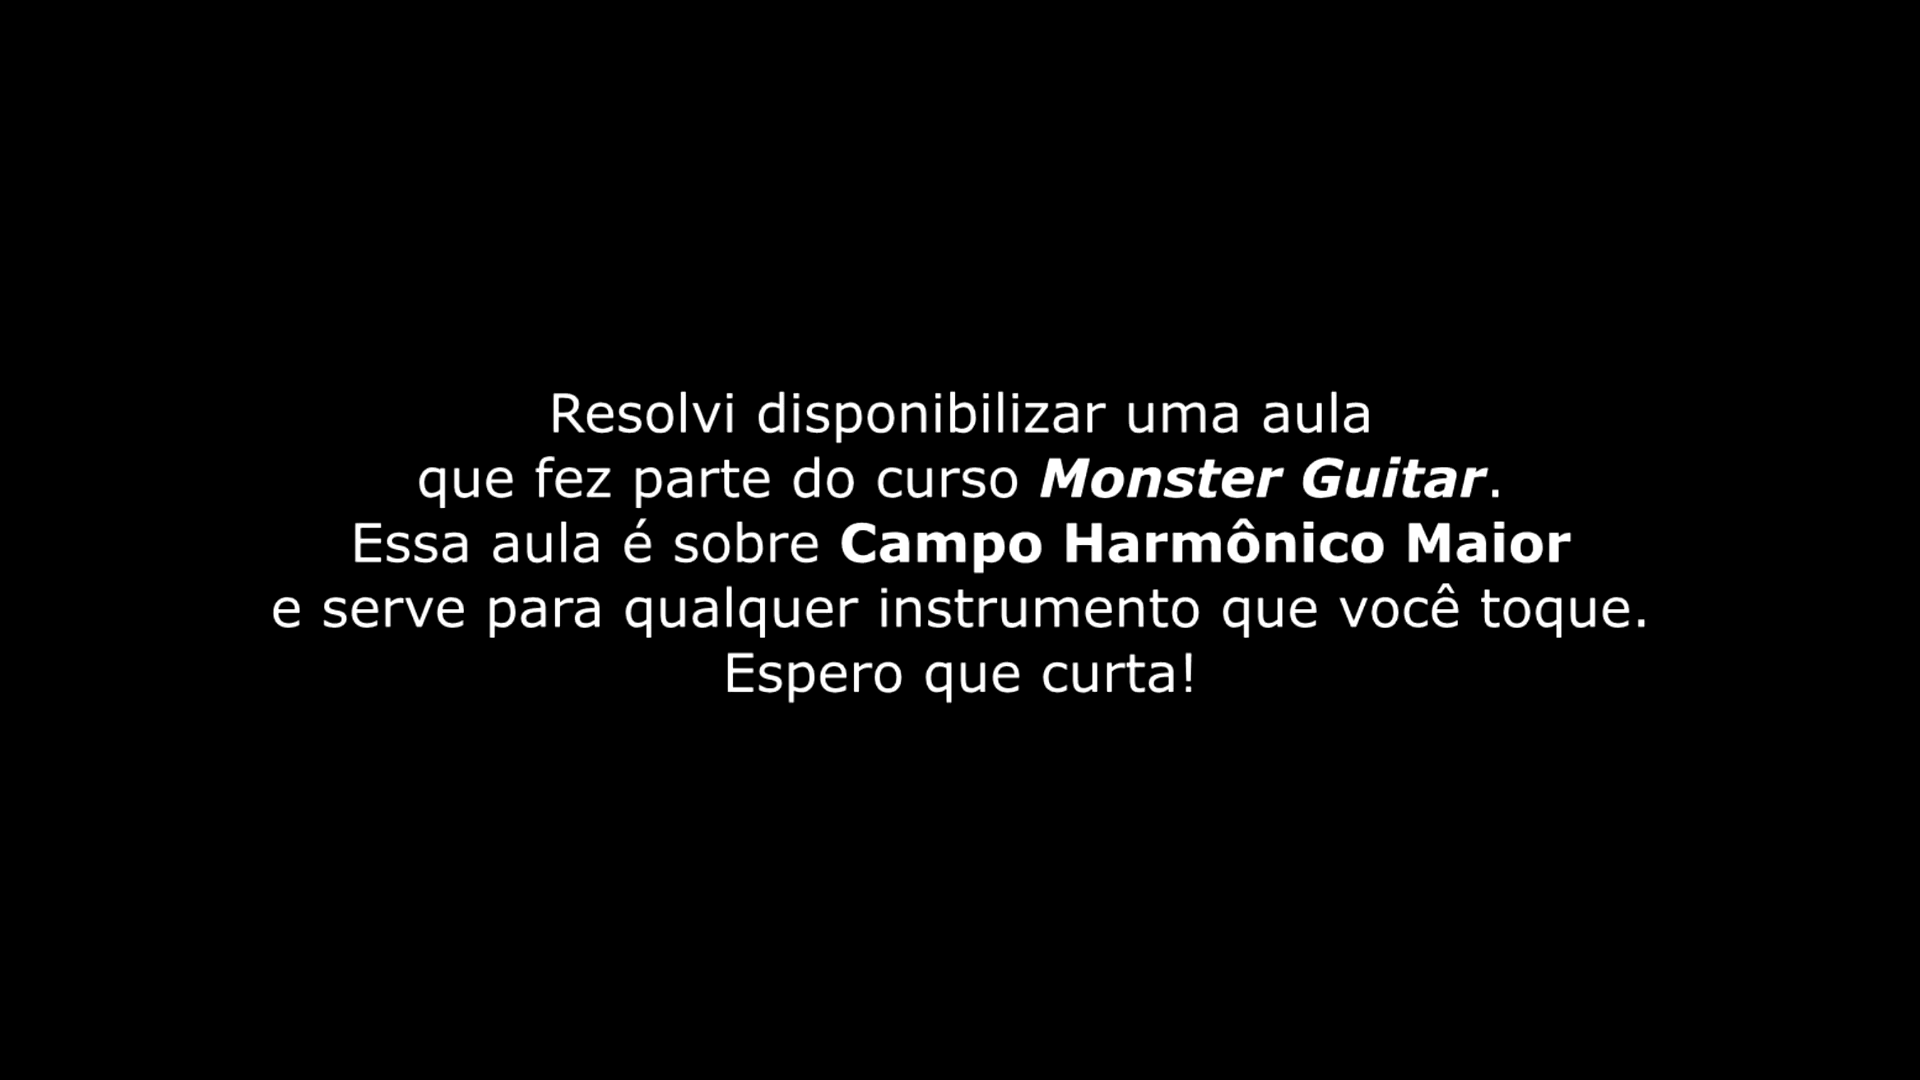 Resolvi disponibilizar uma aula
que fez parte do curso Monster Guitar.
Essa aula é sobre Campo Harmônico Maior
e serve para qualquer instrumento que você toque.
Espero que curta!